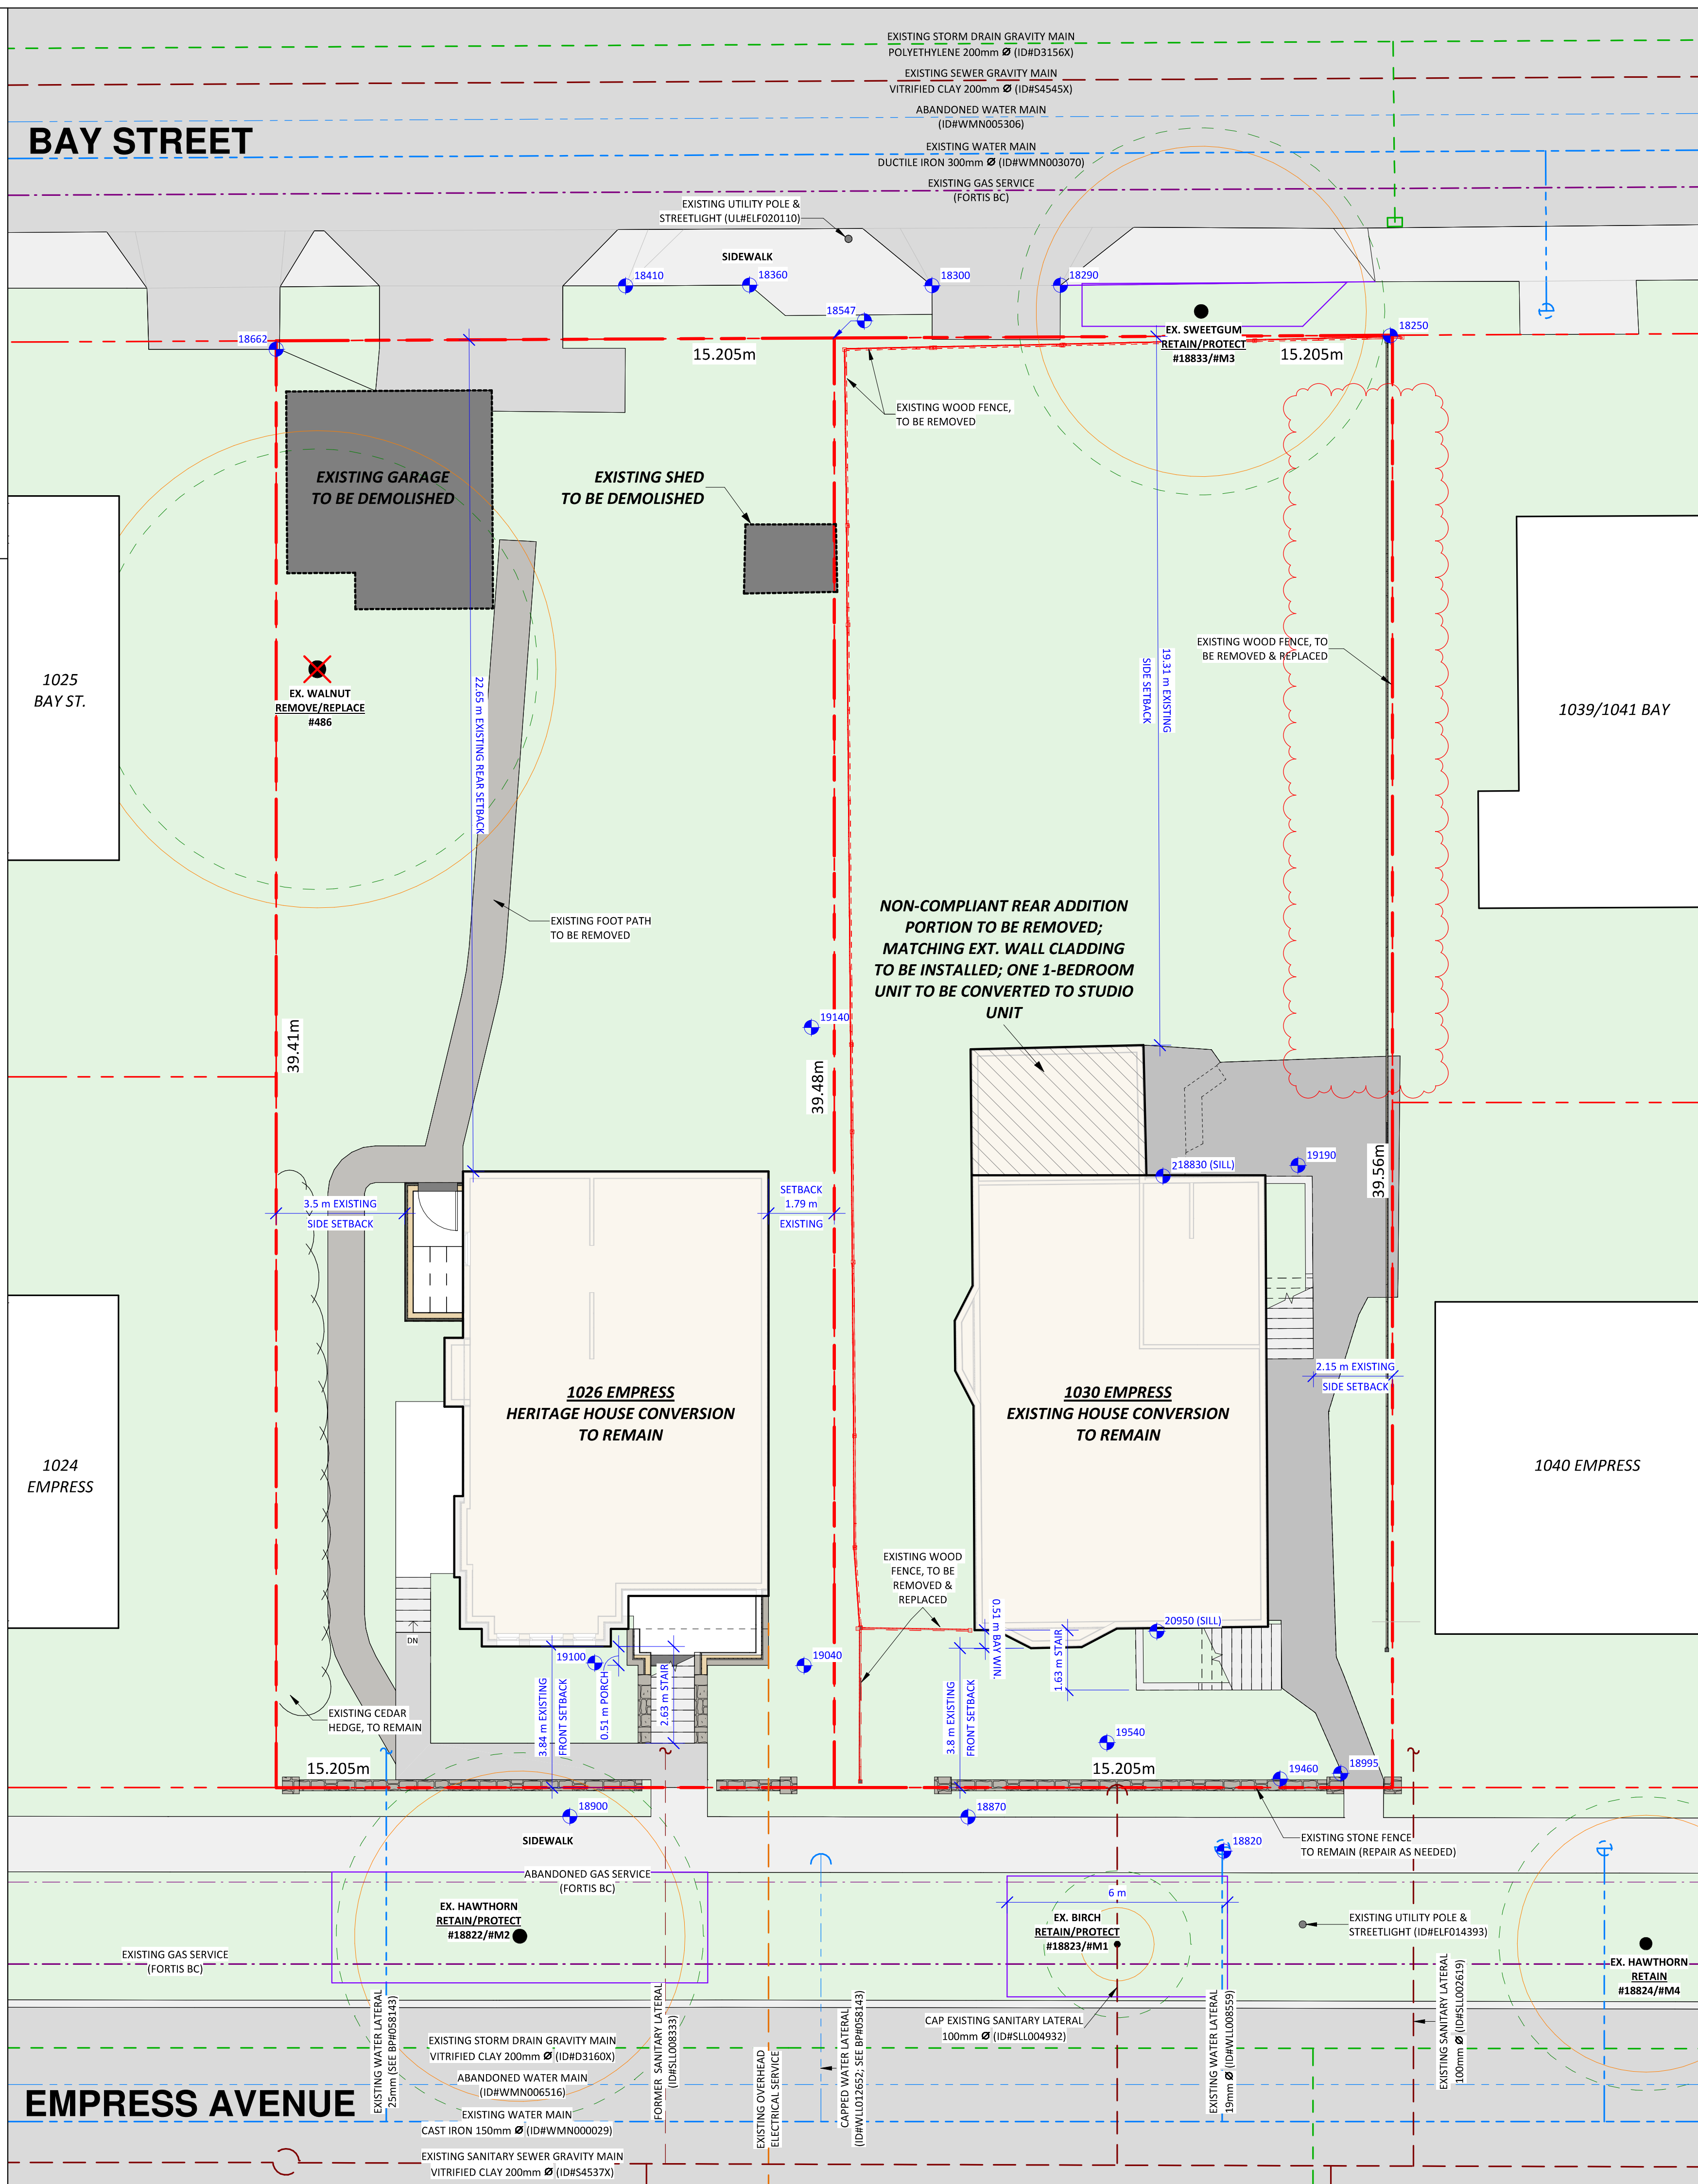 EXISTING STORM DRAIN GRAVITY MAIN
POLYETHYLENE 200mm Ø (ID#D3156X)
EXISTING SEWER GRAVITY MAIN
VITRIFIED CLAY 200mm Ø (ID#S4545X)
ABANDONED WATER MAIN
(ID#WMN005306)
BAY STREET
EXISTING WATER MAIN
DUCTILE IRON 300mm Ø (ID#WMN003070)
EXISTING GAS SERVICE
(FORTIS BC)
EXISTING UTILITY POLE &
STREETLIGHT (UL#ELF020110)
SIDEWALK
18410
18360
18300
18290
18547
18662
18250
EX. SWEETGUM
RETAIN/PROTECT
#18833/#M3
15.205m
15.205m
EXISTING WOOD FENCE,
TO BE REMOVED
EXISTING GARAGE
TO BE DEMOLISHED
EXISTING SHED
TO BE DEMOLISHED
1025
BAY ST.
EX. WALNUT
REMOVE/REPLACE
#486
22.65 m EXISTING REAR SETBACK
19.31 m EXISTING
SIDE SETBACK
EXISTING WOOD FENCE, TO
BE REMOVED & REPLACED
1039/1041 BAY
EXISTING FOOT PATH
TO BE REMOVED
NON-COMPLIANT REAR ADDITION
PORTION TO BE REMOVED;
MATCHING EXT. WALL CLADDING
TO BE INSTALLED; ONE 1-BEDROOM
UNIT TO BE CONVERTED TO STUDIO
UNIT
19140
39.41m
39.48m
39.56m
218830 (SILL)
19190
3.5 m EXISTING
SIDE SETBACK
SETBACK
1.79 m
EXISTING
2.15 m EXISTING
SIDE SETBACK
1026 EMPRESS
HERITAGE HOUSE CONVERSION
TO REMAIN
1030 EMPRESS
EXISTING HOUSE CONVERSION
TO REMAIN
1024
EMPRESS
1040 EMPRESS
EXISTING WOOD
FENCE, TO BE
REMOVED &
REPLACED
DN
20950 (SILL)
0.51 m BAY WIN.
1.63 m STAIR
19100
19040
0.51 m PORCH
2.63 m STAIR
3.84 m EXISTING
FRONT SETBACK
3.8 m EXISTING
FRONT SETBACK
EXISTING CEDAR
HEDGE, TO REMAIN
19540
15.205m
15.205m
19460
18995
18900
18870
18820
SIDEWALK
EXISTING STONE FENCE
TO REMAIN (REPAIR AS NEEDED)
ABANDONED GAS SERVICE
(FORTIS BC)
6 m
EX. HAWTHORN
RETAIN/PROTECT
#18822/#M2
EX. BIRCH
RETAIN/PROTECT
#18823/#M1
EXISTING UTILITY POLE &
STREETLIGHT (ID#ELF014393)
EXISTING GAS SERVICE
(FORTIS BC)
EX. HAWTHORN
RETAIN
#18824/#M4
EXISTING WATER LATERAL
25mm (SEE BP#058143)
FORMER SANITARY LATERAL
(ID#SLL008333)
EXISTING OVERHEAD
ELECTRICAL SERVICE
CAPPED WATER LATERAL
(ID#WLL012652; SEE BP#058143)
CAP EXISTING SANITARY LATERAL
100mm Ø (ID#SLL004932)
EXISTING WATER LATERAL
19mm Ø (ID#WLL008559)
EXISTING SANITARY LATERAL
100mm Ø (ID#SLL002619)
EXISTING STORM DRAIN GRAVITY MAIN
VITRIFIED CLAY 200mm Ø (ID#D3160X)
ABANDONED WATER MAIN
(ID#WMN006516)
EMPRESS AVENUE
EXISTING WATER MAIN
CAST IRON 150mm Ø (ID#WMN000029)
EXISTING SANITARY SEWER GRAVITY MAIN
VITRIFIED CLAY 200mm Ø (ID#S4537X)